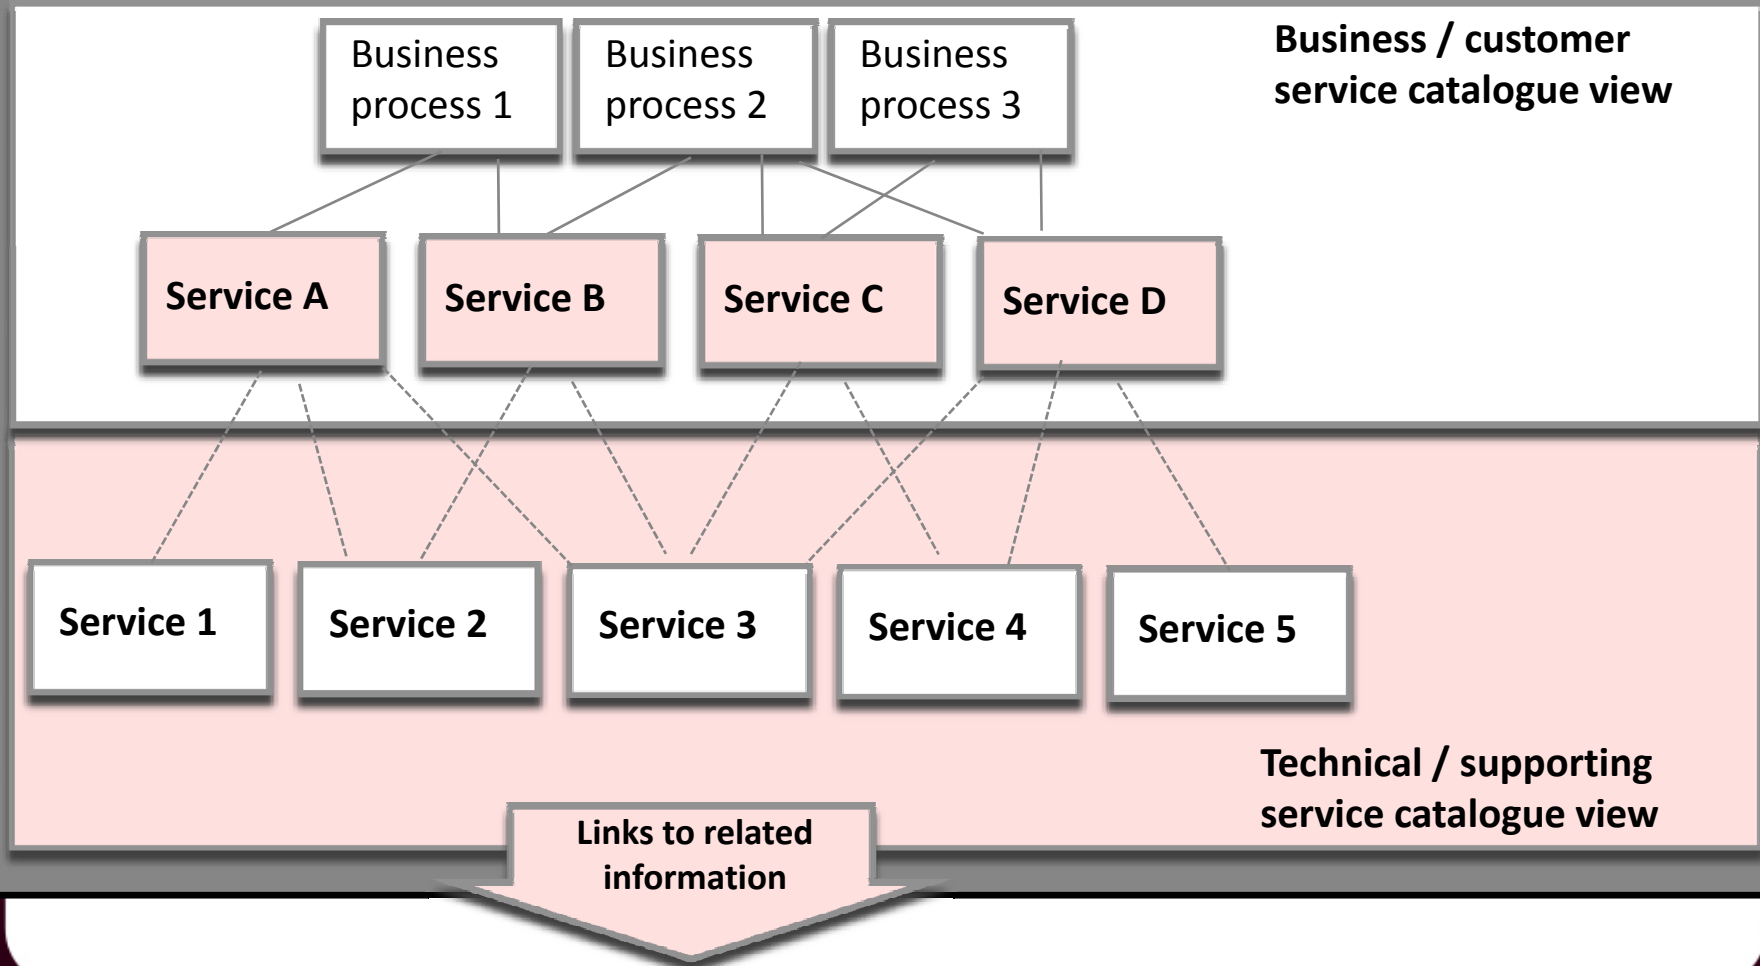 Business
process 1
Business
process 2
Business
process 3
Business / customer
service catalogue view
Service A
Service B
Service C
Service D
Service 1
Service 2
Service 3
Service 4
Service 5
Technical / supporting
service catalogue view
Links to related
information